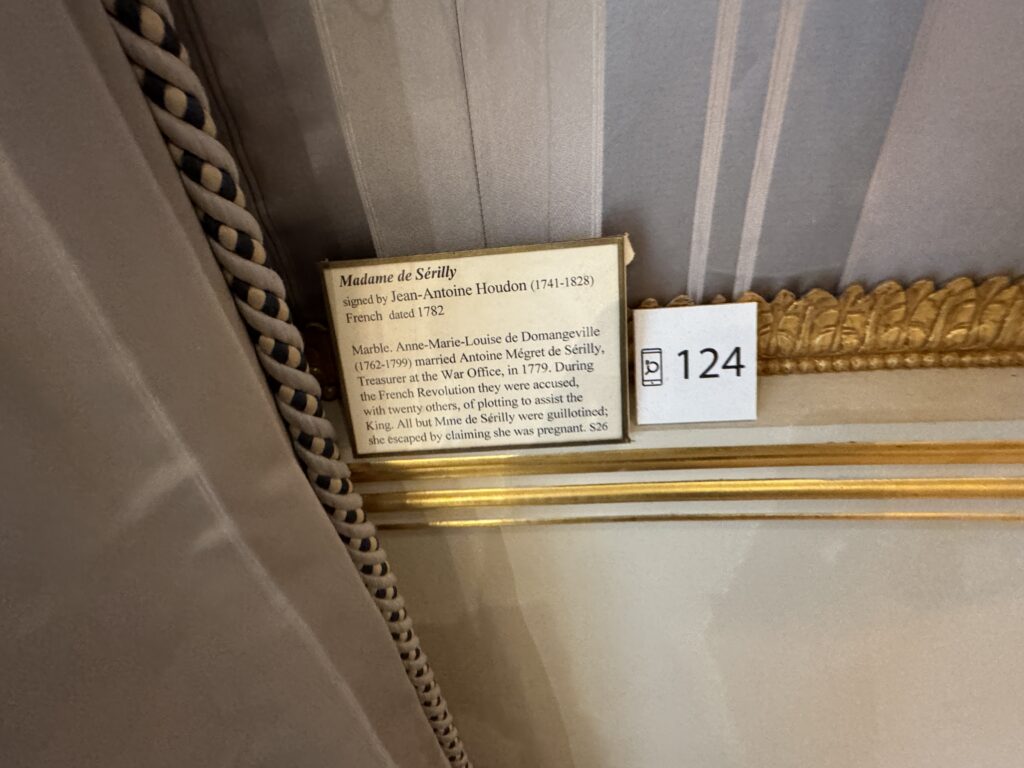 Madame de Sérilly
signed by Jean-Antoine Houdon (1741-1828)
French dated 1782
Marble. Anne-Marie-Louise de Domangeville
(1762-1799) married Antoine Mégret de Sérilly,
Treasurer at the War Office, in 1779. During
the French Revolution they were accused,
with twenty others, of plotting to assist the
King. All but Mme de Sérilly were guillotined;
she escaped by claiming she was pregnant. S26
124